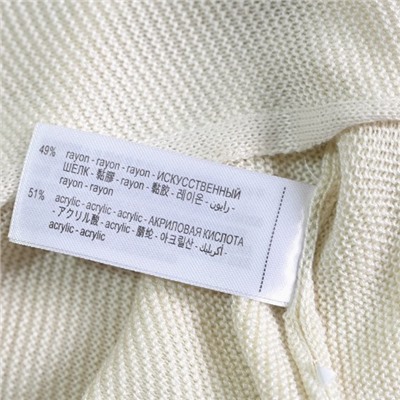 49% rayon - rayon - rayon - ИСКУССТВЕННЫЙ
ШЕЛК - 黏膠 - rayon - 黏胶 - 레이온 - رايون -
rayon - rayon
51% acrylic - acrylic - acrylic - АКРИЛОВАЯ КИСЛОТА
- アクリル酸 - acrylic - 腈纶 - 아크릴산 - أكريليك -
acrylic - acrylic